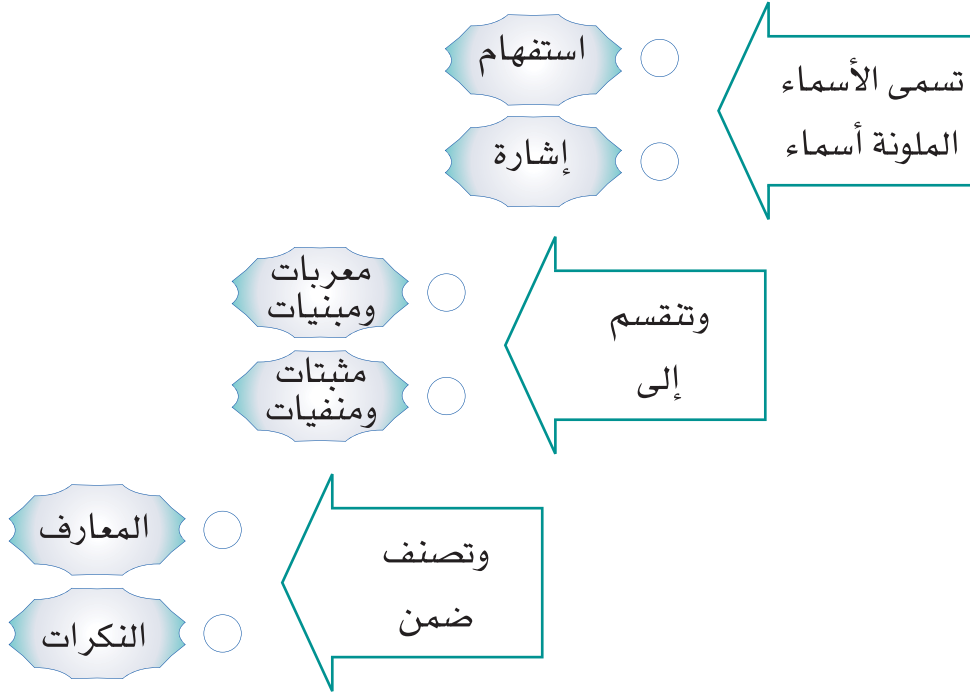 تسمى الأسماء
الملونة أسماء
استفهام
إشارة
وتنقسم
إلى
معربات
ومبنيات
مثبتات
ومنفيات
وتصنف
ضمن
المعارف
النكرات